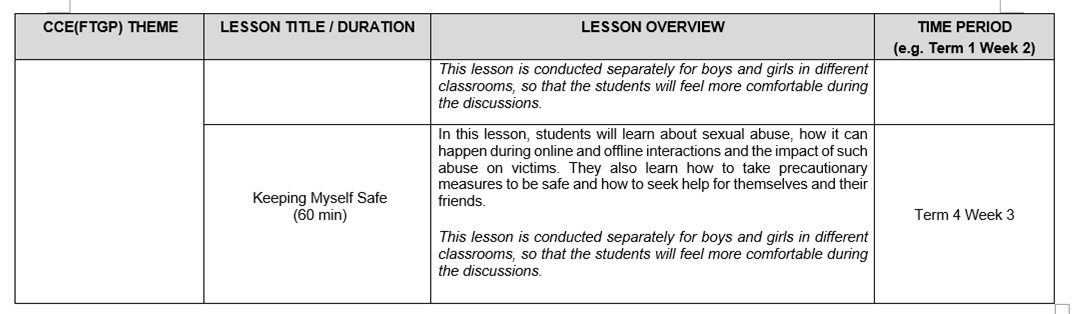 CCE(FTGP) THEME
LESSON TITLE / DURATION
LESSON OVERVIEW
TIME PERIOD
(e.g. Term 1 Week 2)
This lesson is conducted separately for boys and girls in different
classrooms, so that the students will feel more comfortable during
the discussions.
Keeping Myself Safe
(60 min)
In this lesson, students will learn about sexual abuse, how it can
happen during online and offline interactions and the impact of such
abuse on victims. They also learn how to take precautionary
measures to be safe and how to seek help for themselves and their
friends.
This lesson is conducted separately for boys and girls in different
classrooms, so that the students will feel more comfortable during
the discussions.
Term 4 Week 3